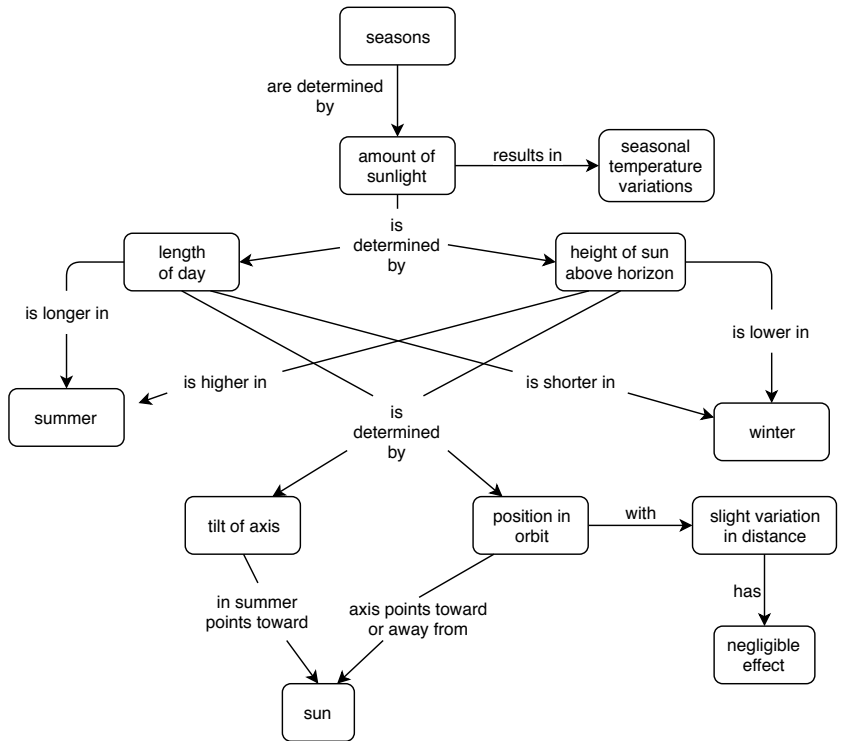 seasons
are determined
by
amount of
sunlight
results in
seasonal
temperature
variations
is
determined
by
length
of day
height of sun
above horizon
is longer in
is lower in
is higher in
is shorter in
summer
is
determined
by
winter
tilt of axis
position in
orbit
with
slight variation
in distance
in summer
points toward
axis points toward
or away from
has
negligible
effect
sun